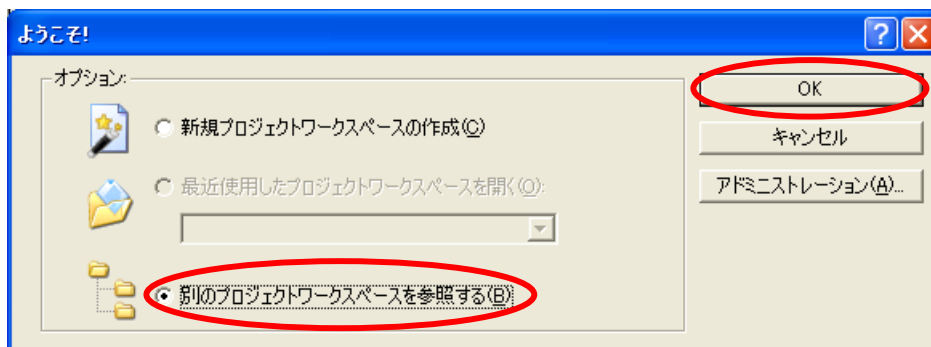 ようこそ!
オプション:
新規プロジェクトワークスペースの作成(C)
最近使用したプロジェクトワークスペースを開く(O):
別のプロジェクトワークスペースを参照する(B)
OK
キャンセル
アドミニストレーション(A)...